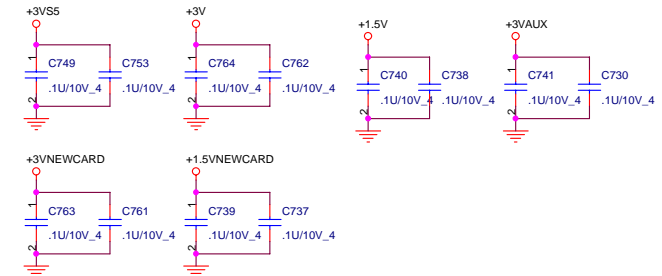 +3VS5
+3V
+1.5V
+3VAUX
1
C749
C753
.1U/10V_4
.1U/10V_4
2
1
C764
C762
.1U/10V_4
.1U/10V_4
2
1
C740
C738
.1U/10V_4
.1U/10V_4
2
1
C741
C730
.1U/10V_4
.1U/10V_4
2
+3VNEWCARD
+1.5VNEWCARD
1
C763
C761
.1U/10V_4
.1U/10V_4
2
1
C739
C737
.1U/10V_4
.1U/10V_4
2